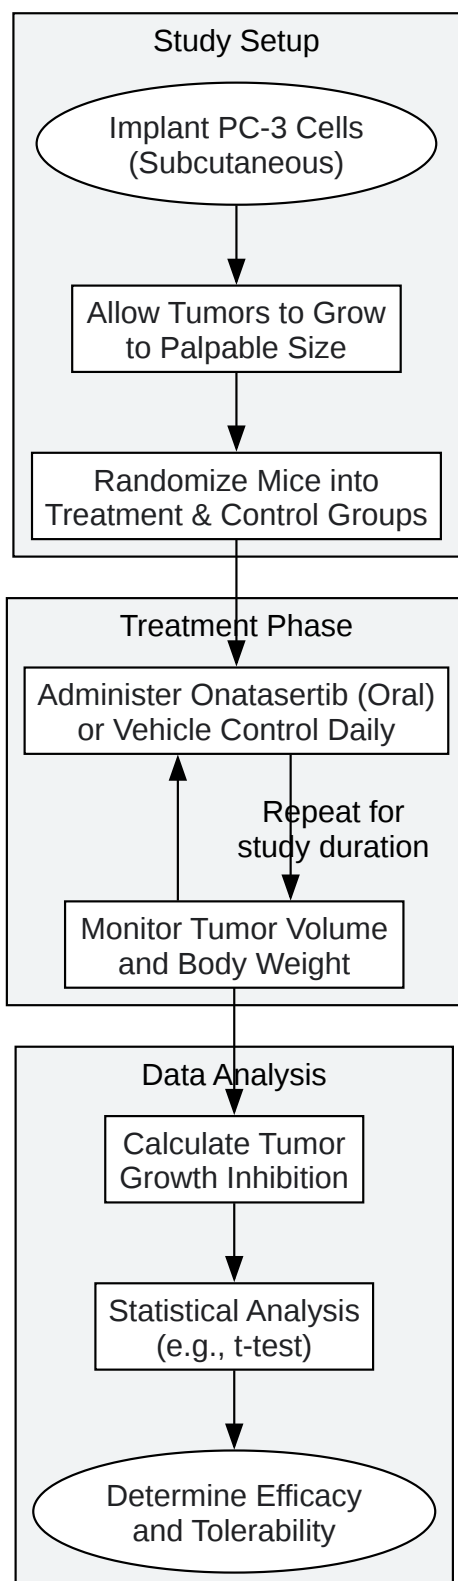 Study Setup
Implant PC-3 Cells
(Subcutaneous)
Allow Tumors to Grow
to Palpable Size
Randomize Mice into
Treatment & Control Groups
Treatment Phase
Administer Onatasertib (Oral)
or Vehicle Control Daily
Repeat for
study duration
Monitor Tumor Volume
and Body Weight
Data Analysis
Calculate Tumor
Growth Inhibition
Statistical Analysis
(e.g., t-test)
Determine Efficacy
and Tolerability